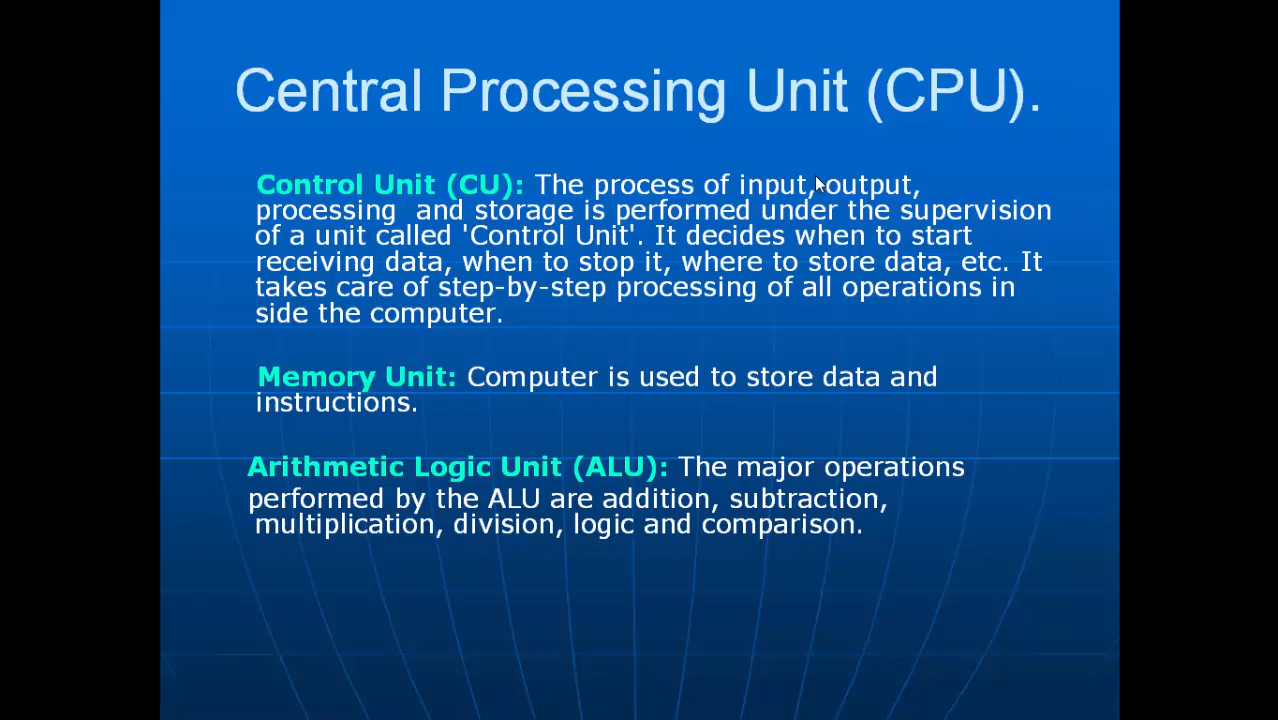 Central Processing Unit (CPU).
Control Unit (CU): The process of input, output,
processing  and storage is performed under the supervision
of a unit called 'Control Unit'. It decides when to start
receiving data, when to stop it, where to store data, etc. It
takes care of step-by-step processing of all operations in
side the computer.
Memory Unit: Computer is used to store data and
instructions.
Arithmetic Logic Unit (ALU): The major operations
performed by the ALU are addition, subtraction,
multiplication, division, logic and comparison.